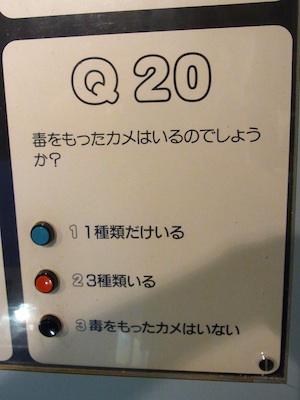 Q 20
毒をもったカメはいるのでしょう
か?
1 1種類だけいる
2 3種類いる
3 毒をもったカメはいない